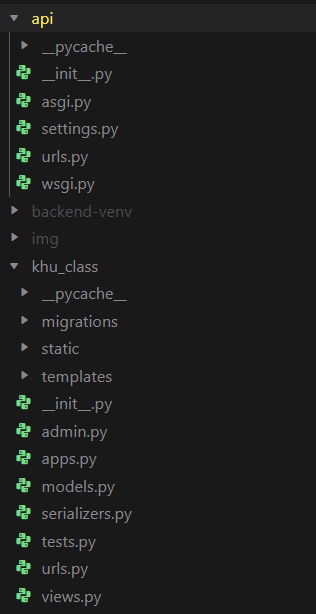 api
__pycache__
__init__.py
asgi.py
settings.py
urls.py
wsgi.py
backend-venv
img
khu_class
__pycache__
migrations
static
templates
__init__.py
admin.py
apps.py
models.py
serializers.py
tests.py
urls.py
views.py